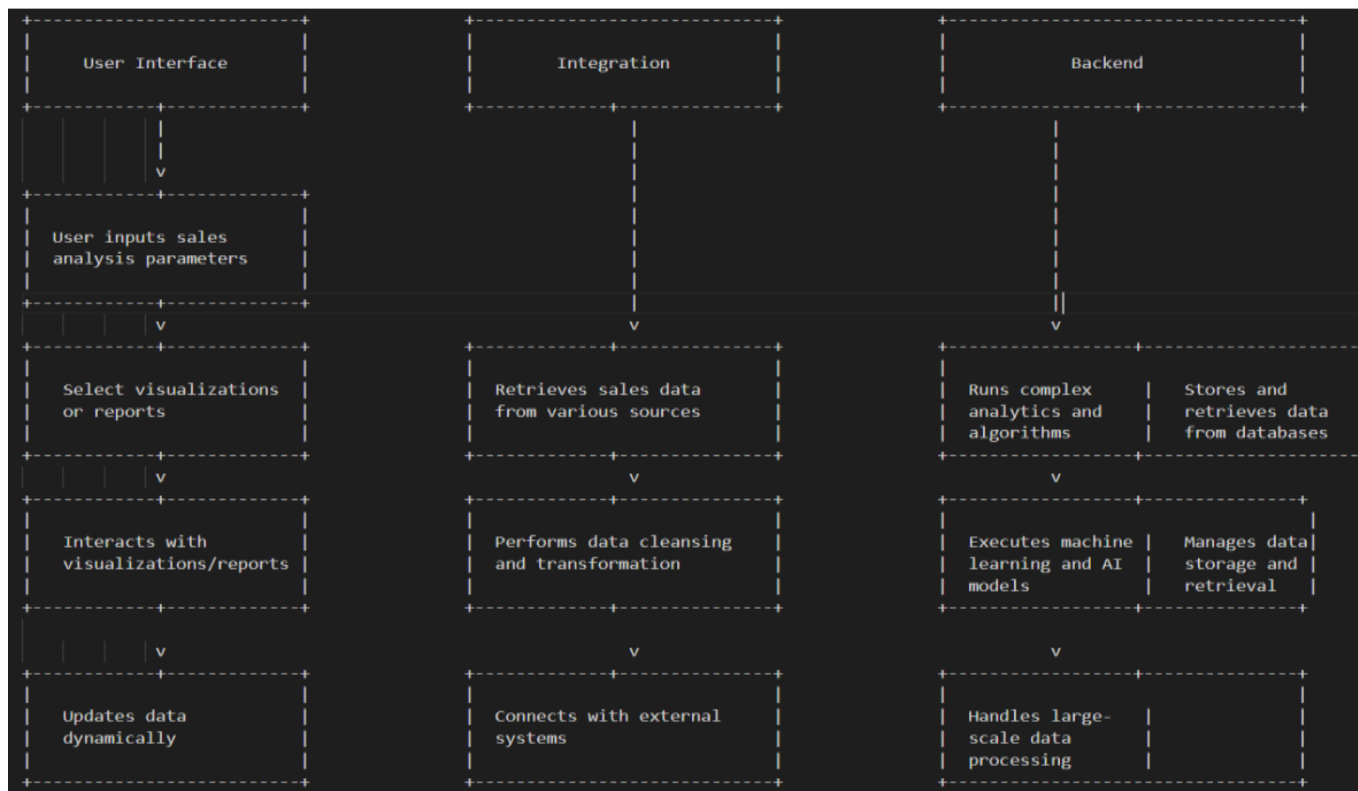 User Interface
Integration
Backend
User inputs sales
analysis parameters
Select visualizations
or reports
Retrieves sales data
from various sources
Runs complex
analytics and
algorithms
Stores and
retrieves data
from databases
Interacts with
visualizations/reports
Performs data cleansing
and transformation
Executes machine
learning and AI
models
Manages data
storage and
retrieval
Updates data
dynamically
Connects with external
systems
Handles large-
scale data
processing